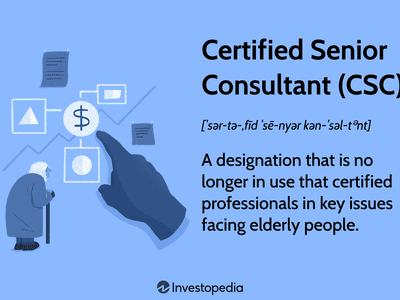 Certified Senior
Consultant (CSC)
[ˈsər-tə-ˌfīd ˈsē-nyər kən-ˈsəl-tᵊnt]
A designation that is no
longer in use that certified
professionals in key issues
facing elderly people.
$
Investopedia